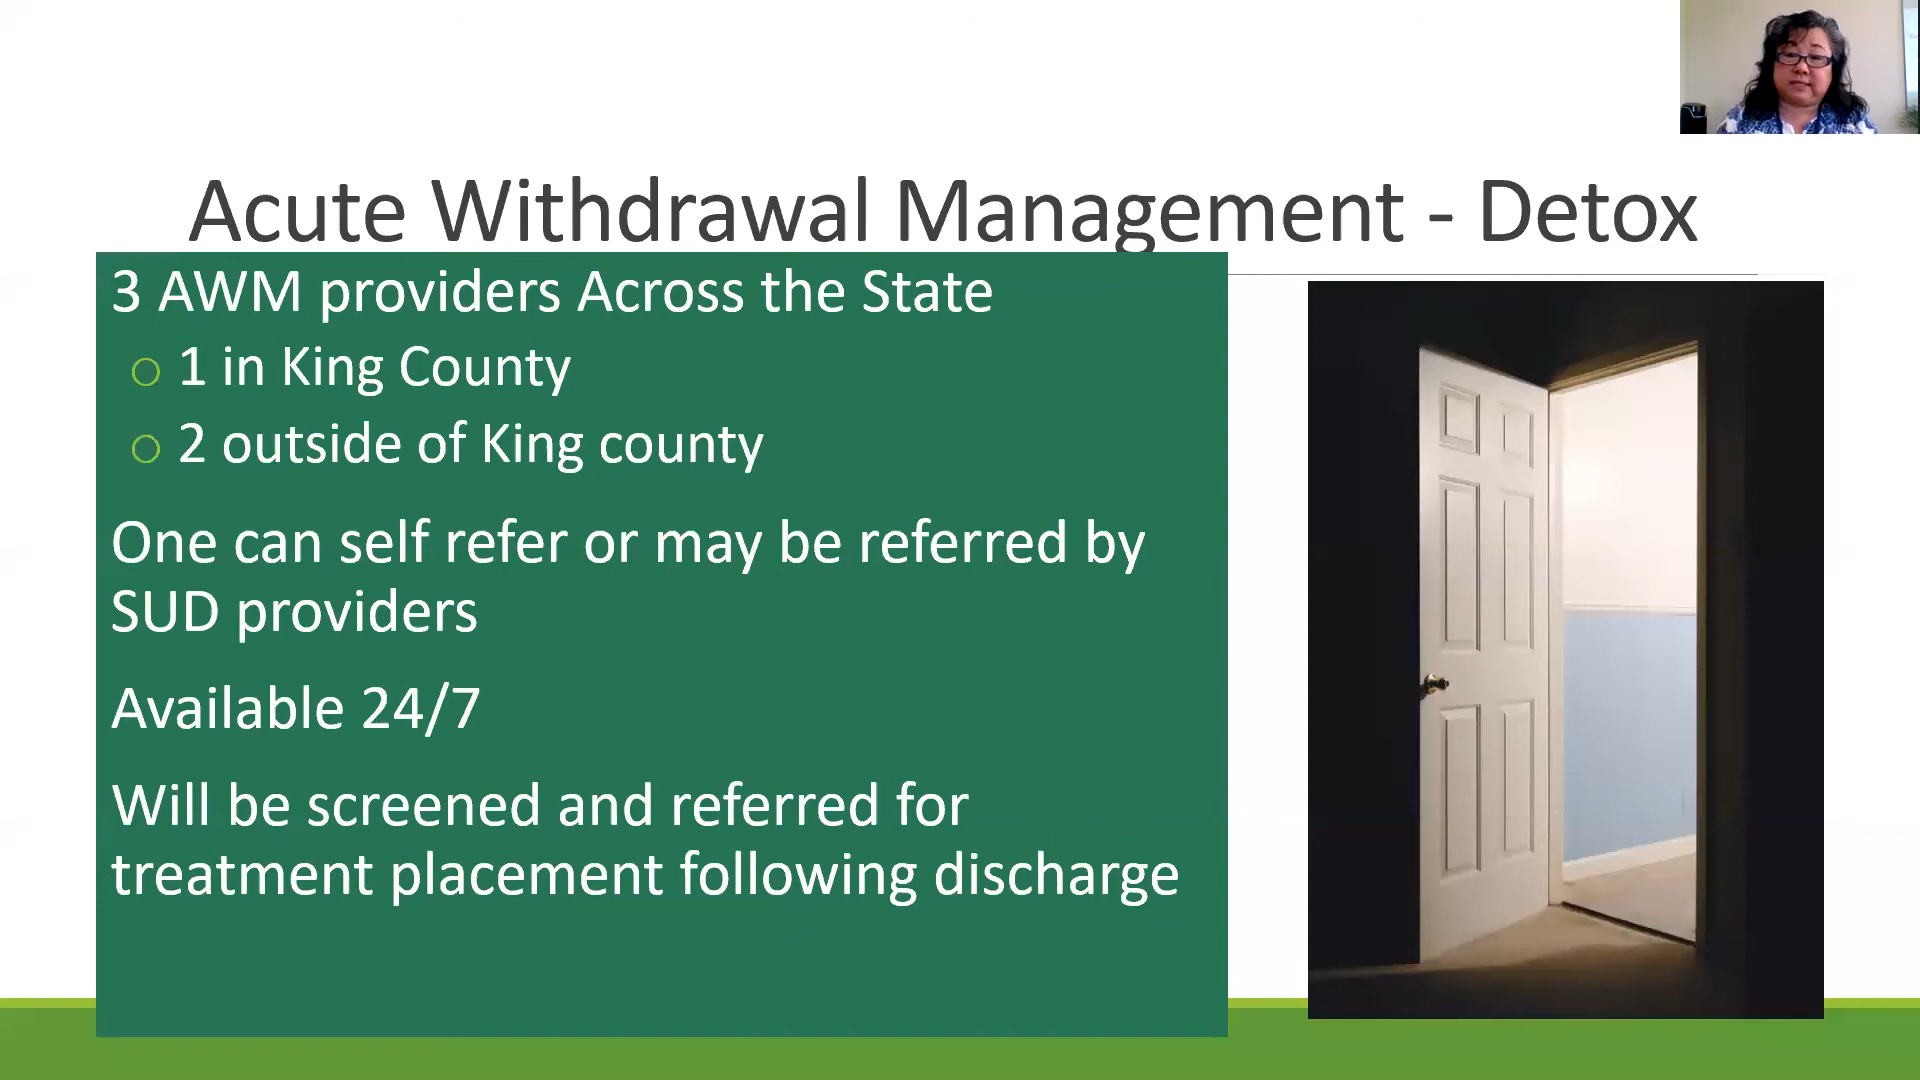 Acute Withdrawal Management - Detox
3 AWM providers Across the State
1 in King County
2 outside of King county
One can self refer or may be referred by
SUD providers
Available 24/7
Will be screened and referred for
treatment placement following discharge